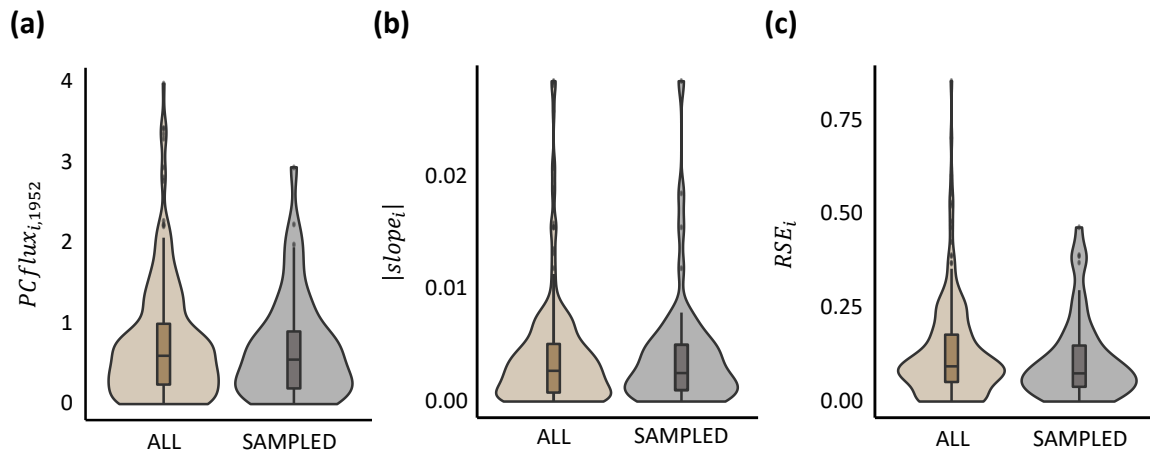 (a)
(b)
(c)
PCflux_{i,1952}
4
3
2
1
0
ALL SAMPLED
|slope_i|
0.02
0.01
0.00
ALL SAMPLED
RSE_i
0.75
0.50
0.25
0.00
ALL SAMPLED